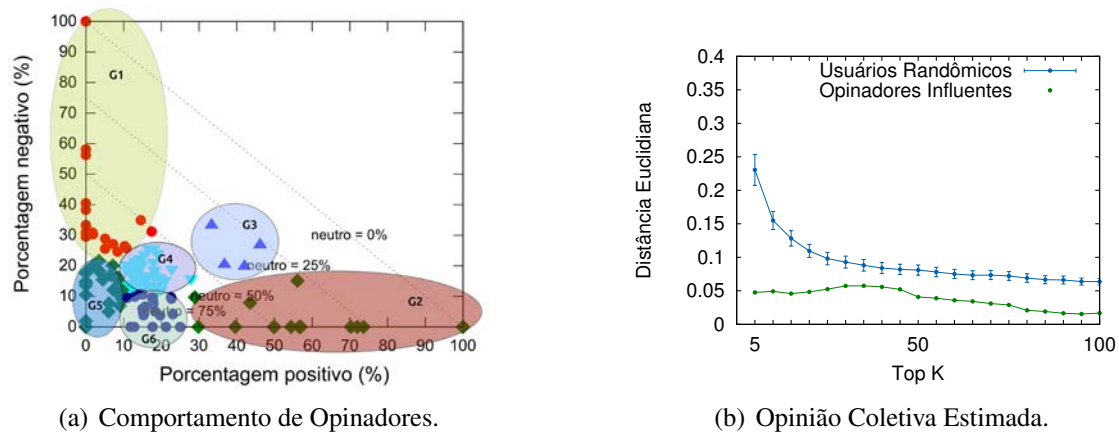 100
90
80
70
60
50
40
30
20
10
0
Porcentagem negativo (%)
G1
G3
neutro = 0%
G4
neutro = 25%
G5
neutro = 50%
G2
neutro = 75%
G6
0 10 20 30 40 50 60 70 80 90 100
Porcentagem positivo (%)
(a) Comportamento de Opinadores.
0.4
0.35
0.3
0.25
0.2
0.15
0.1
0.05
0
Distância Euclidiana
Usuários Randômicos
Opinadores Influentes
5 50 100
Top K
(b) Opinião Coletiva Estimada.